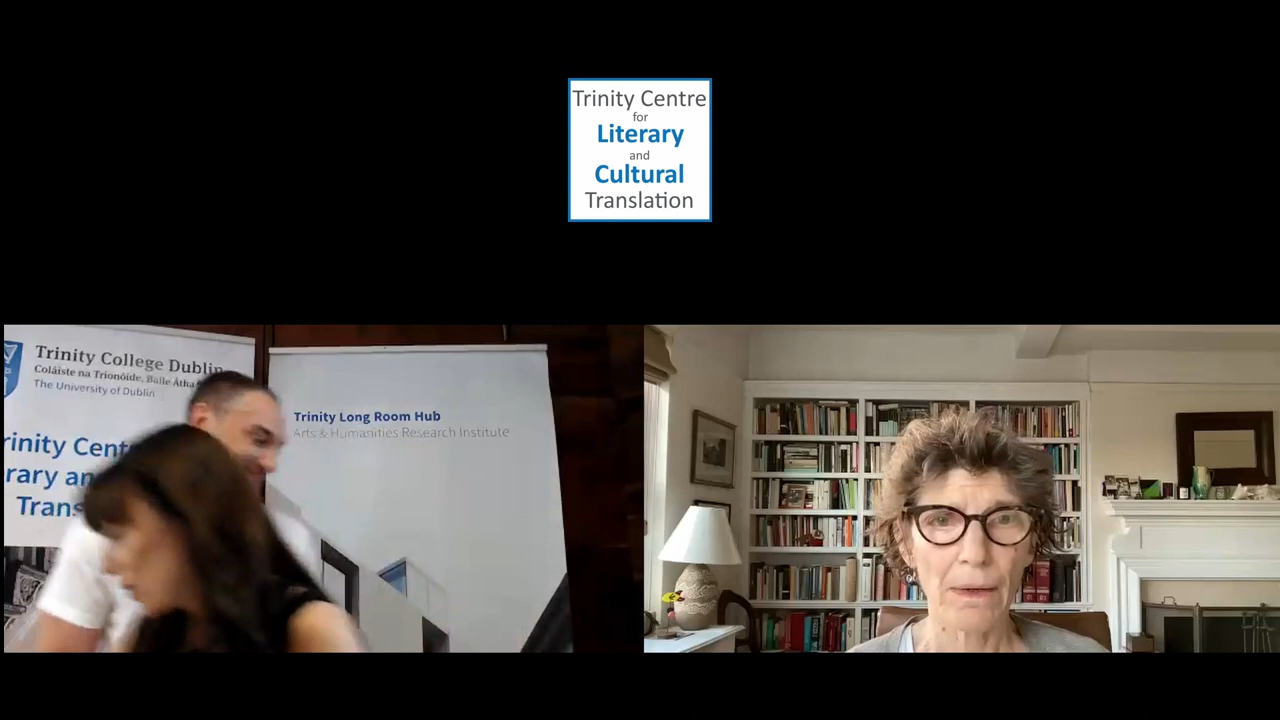 Trinity Centre
for
Literary
and
Cultural
Translation
Trinity College Dublin
Coláiste na Tríonóide, Baile Átha
The University of Dublin
rinity Cent
rary an
Trans
Trinity Long Room Hub
Arts & Humanities Research Institute